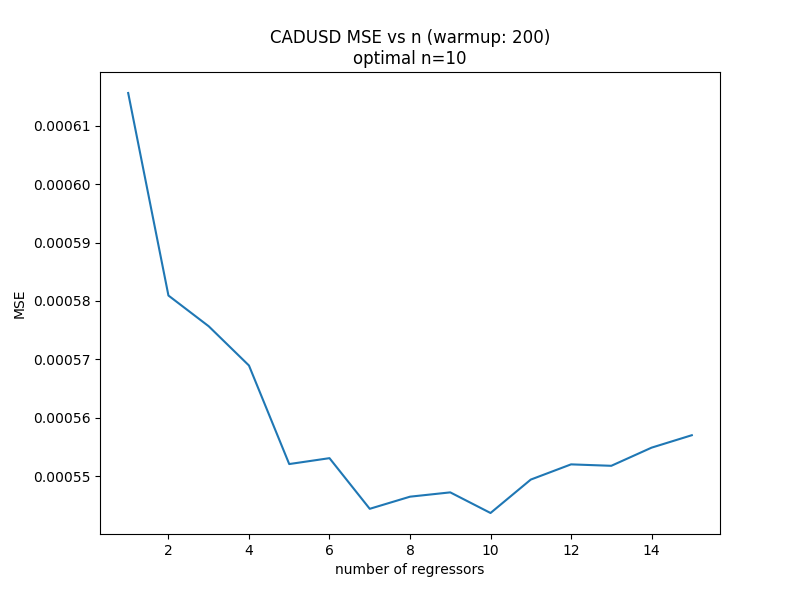 CADUSD MSE vs n (warmup: 200)
optimal n=10
MSE
0.00061
0.00060
0.00059
0.00058
0.00057
0.00056
0.00055
2 4 6 8 10 12 14
number of regressors